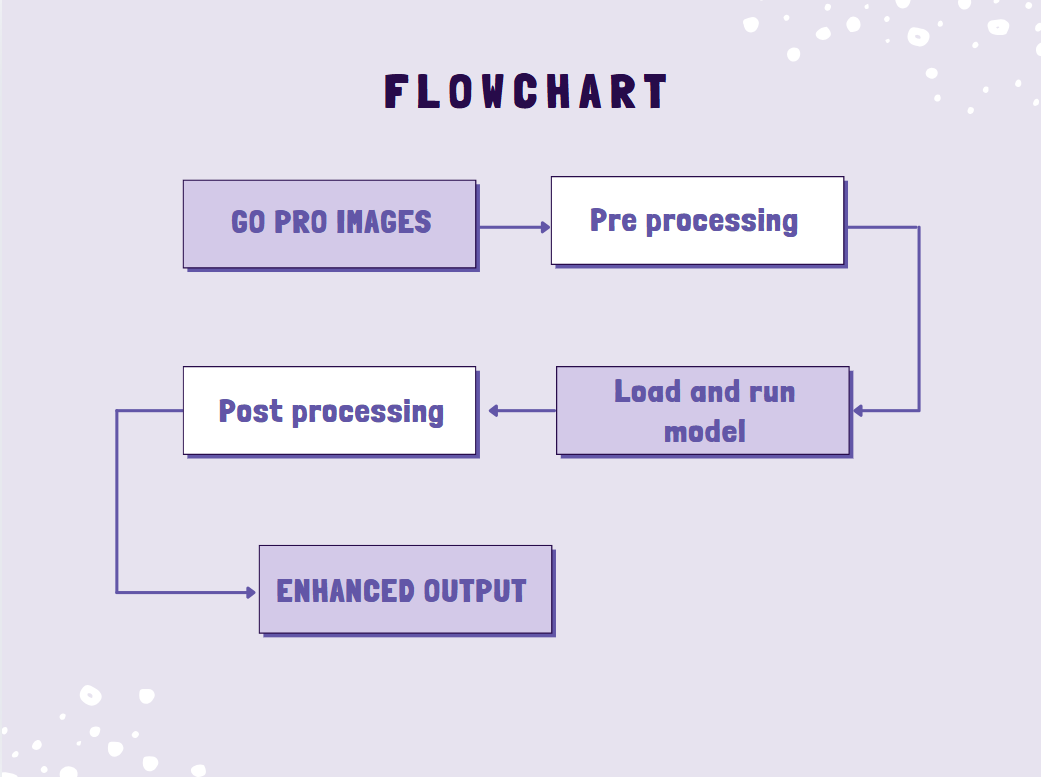 FLOWCHART
GO PRO IMAGES
Pre processing
Load and run
model
Post processing
ENHANCED OUTPUT